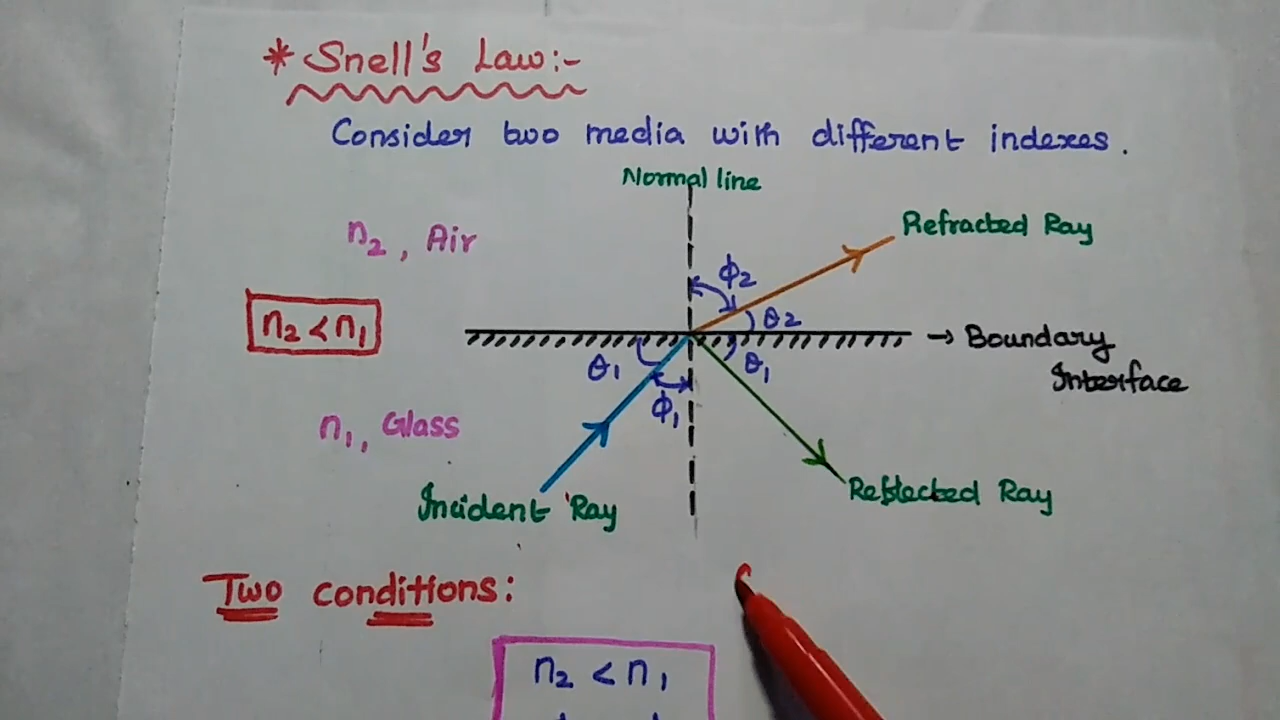 * Snell's Law:-
Consider two media with different indexes.
Normal line
n₂, Air
Refracted Ray
ϕ₂
θ₂
n₂ < n₁
→ Boundary
Interface
θ₁
θ₁
ϕ₁
n₁, Glass
Incident Ray
Reflected Ray
Two conditions:
n₂ < n₁